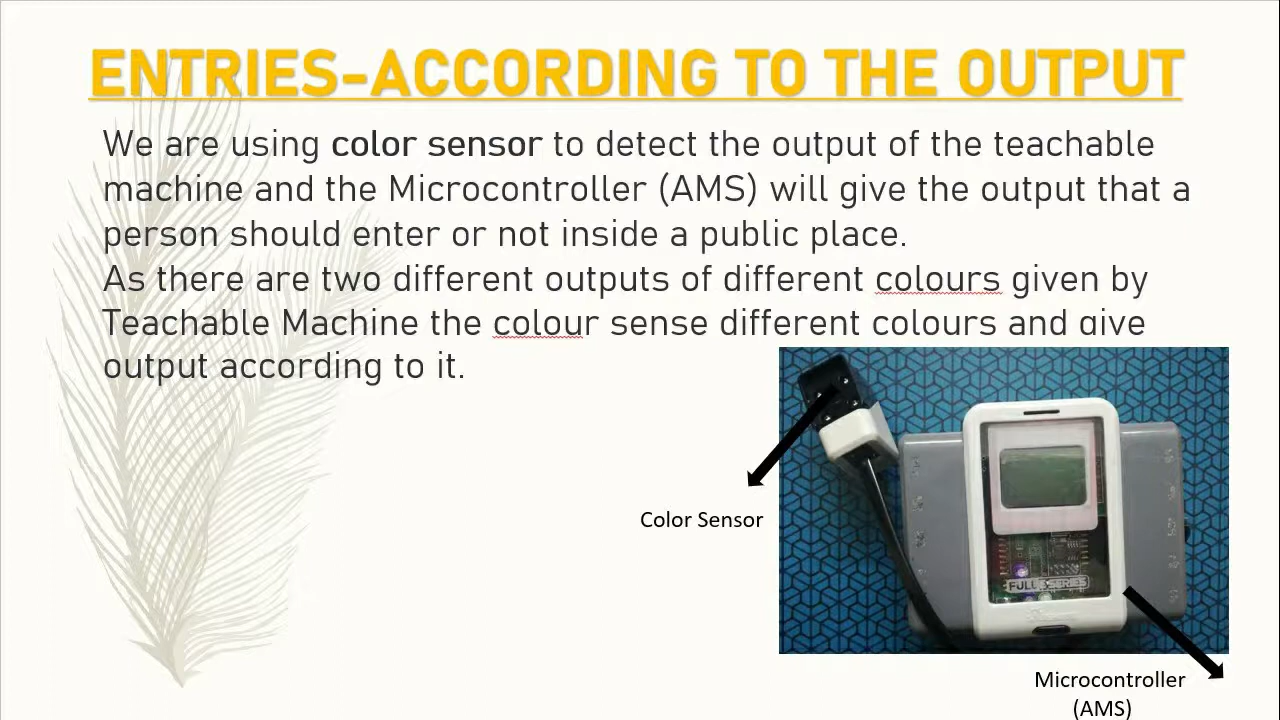 ENTRIES-ACCORDING TO THE OUTPUT
We are using color sensor to detect the output of the teachable
machine and the Microcontroller (AMS) will give the output that a
person should enter or not inside a public place.
As there are two different outputs of different colours given by
Teachable Machine the colour sense different colours and give
output according to it.
Color Sensor
SERIES
Microcontroller
(AMS)